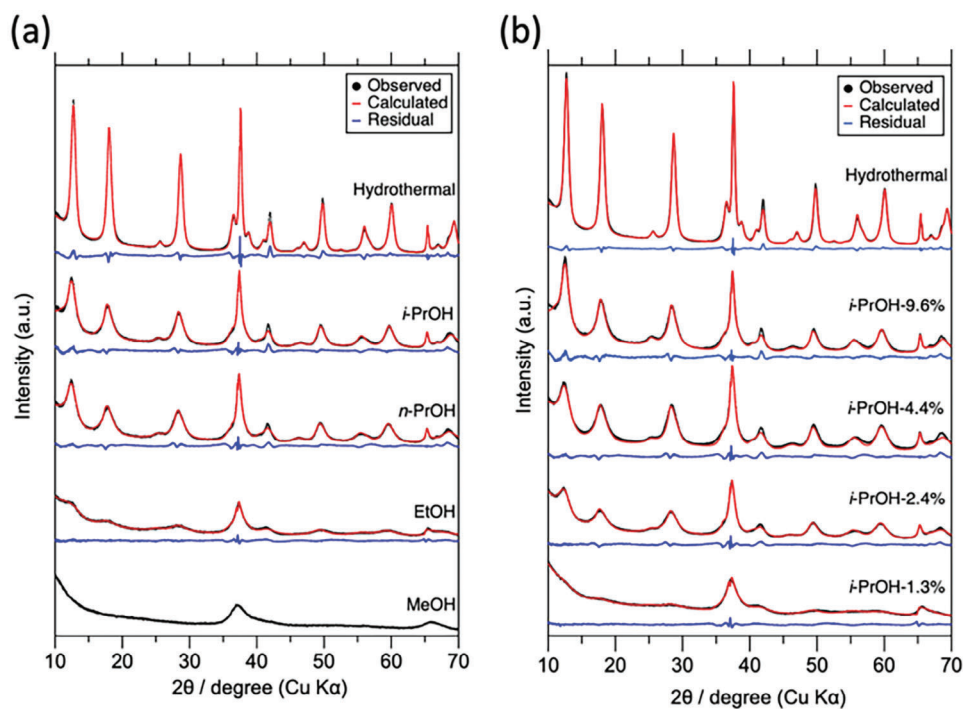 (a)
Observed
Calculated
Residual
Hydrothermal
i-PrOH
n-PrOH
EtOH
MeOH
Intensity (a.u.)
10 20 30 40 50 60 70
2θ / degree (Cu Kα)
(b)
Observed
Calculated
Residual
Hydrothermal
i-PrOH-9.6%
i-PrOH-4.4%
i-PrOH-2.4%
i-PrOH-1.3%
Intensity (a.u.)
10 20 30 40 50 60 70
2θ / degree (Cu Kα)